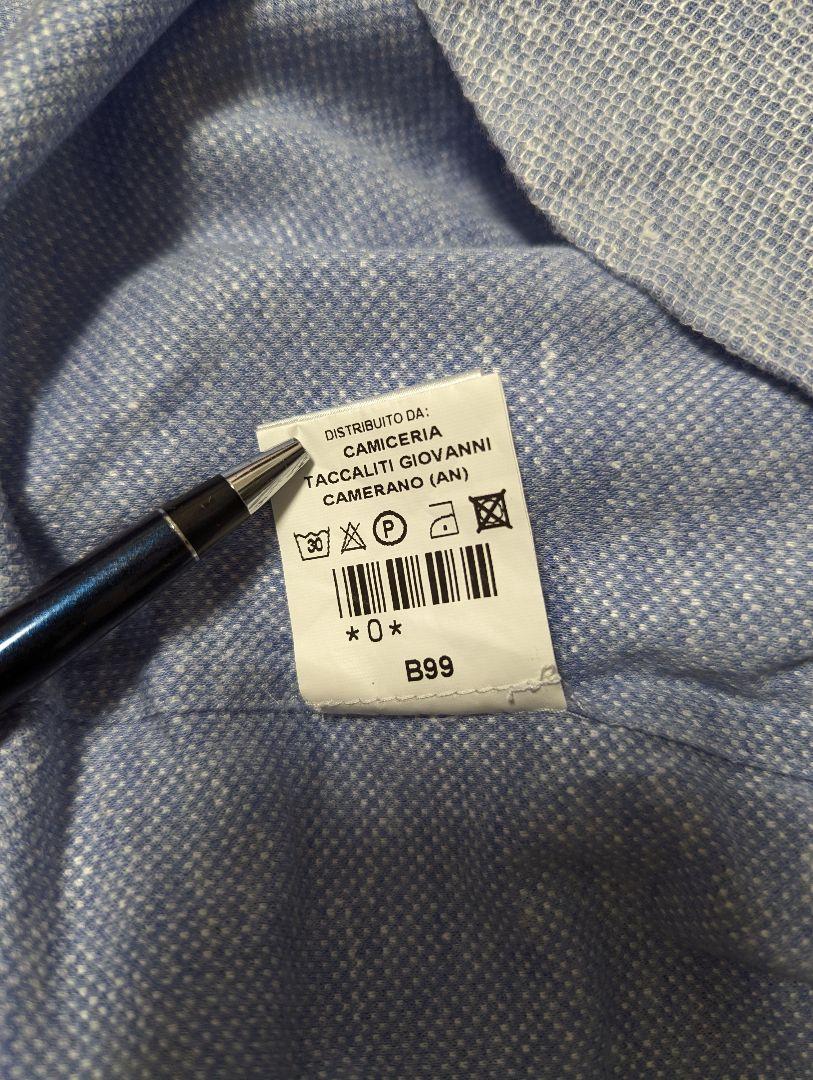 DISTRIBUITO DA:
CAMICERIA
TACCALITI GIOVANNI
CAMERANO (AN)
30 P
*0*
B99